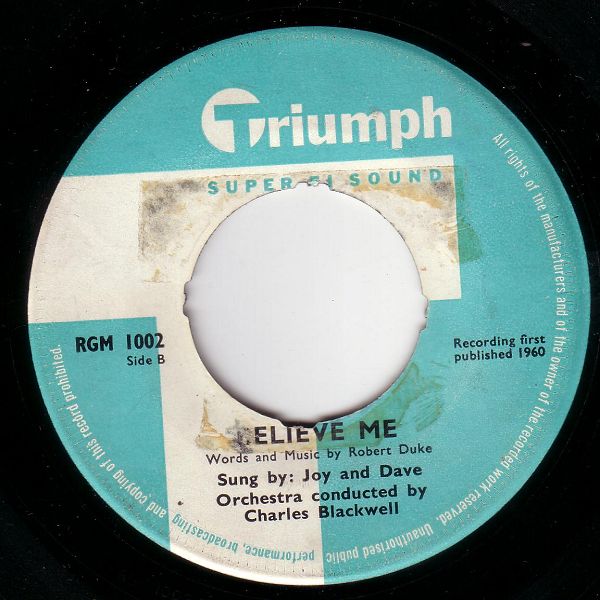 Triumph
SUPER FI SOUND
RGM 1002
Side B
Recording first
published 1960
ELIEVE ME
Words and Music by Robert Duke
Sung by: Joy and Dave
Orchestra conducted by
Charles Blackwell
All rights of the manufacturers and of the owner of the recorded work reserved. Unauthorised public performance, broadcasting and copying of this record prohibited.